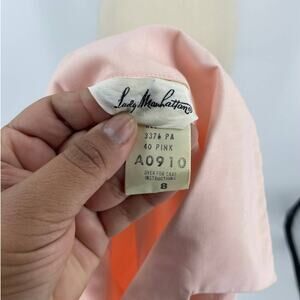 Lady Manhattan®
3376 PA
40 PINK
A0910
OVER FOR CARE
INSTRUCTIONS
8